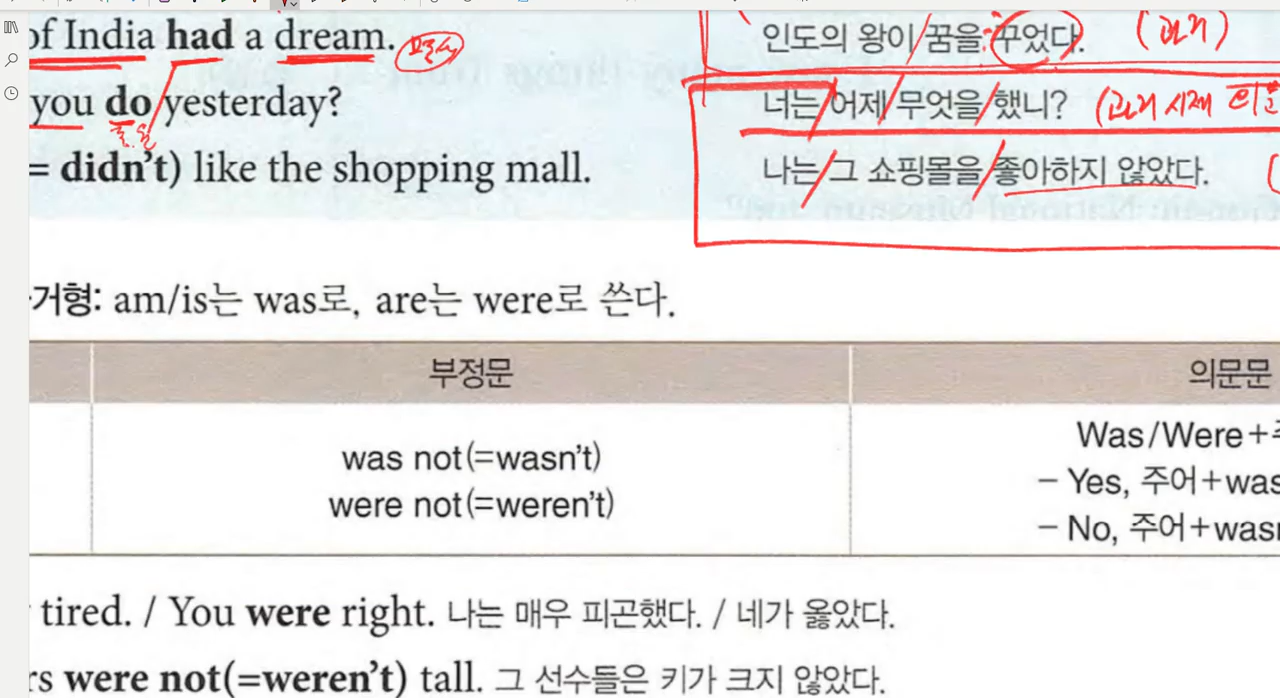 of India had a dream. 인도의 왕이 꿈을 꾸었다. (과거)
you do yesterday? 너는 어제 무엇을 했니? (과거 시제
= didn't) like the shopping mall. 나는 그 쇼핑몰을 좋아하지 않았다. (
거형: am/is는 was로, are는 were로 쓴다.
부정문 의문문
was not(=wasn't) Was/Were+
were not(=weren't) – Yes, 주어+was
– No, 주어+wasn
tired. / You were right. 나는 매우 피곤했다. / 네가 옳았다.
rs were not(=weren't) tall. 그 선수들은 키가 크지 않았다.